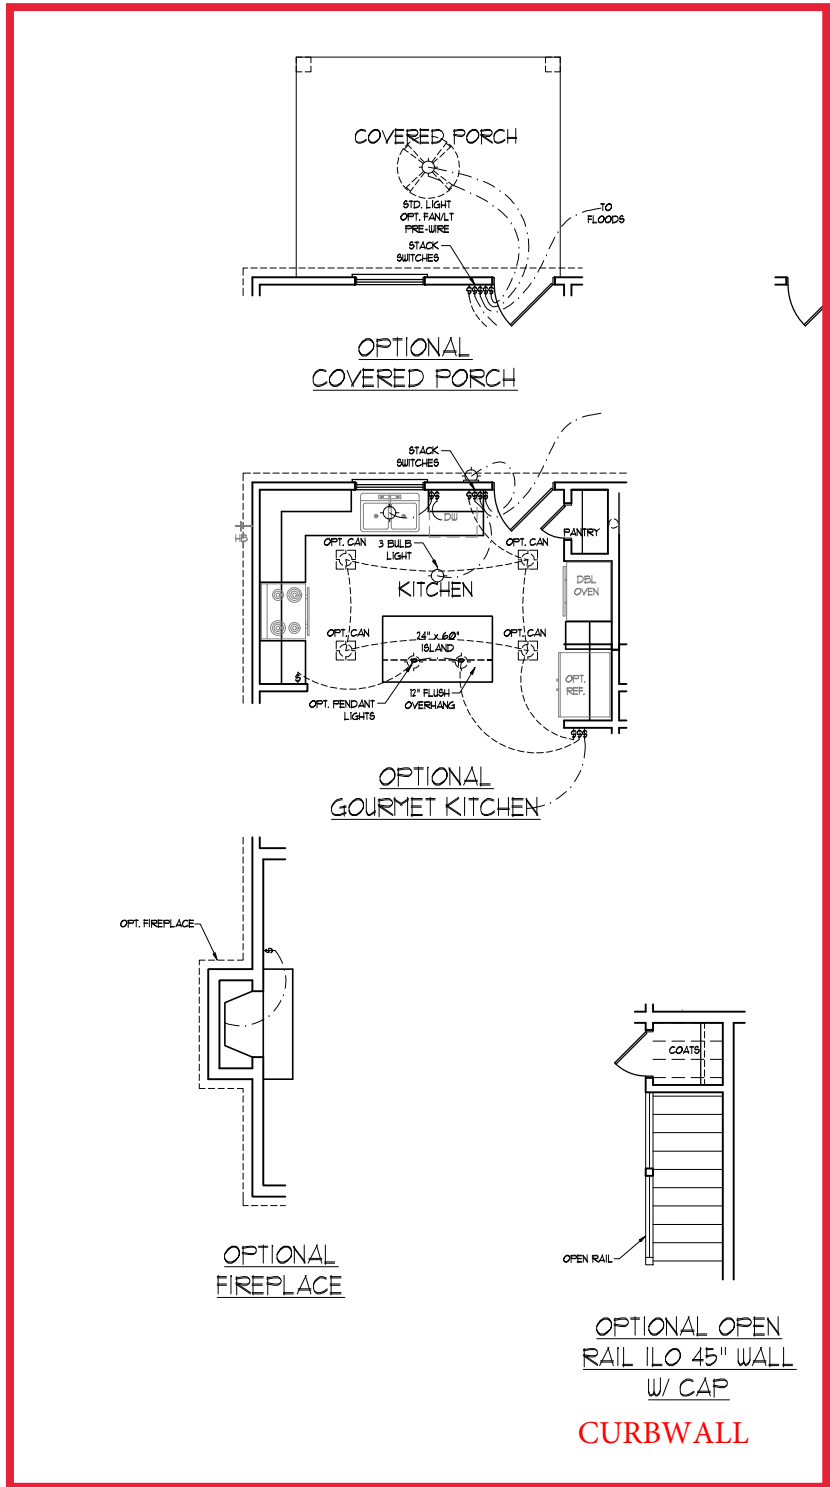 COVERED PORCH
STD. LIGHT
OPT. FAN/LT
PRE-WIRE
TO
FLOODS
STACK
SWITCHES
$$$$$
OPTIONAL
COVERED PORCH
STACK
SWITCHES
$$
$$$$
DW
PANTRY
HB
OPT. CAN
3 BULB
LIGHT
OPT. CAN
KITCHEN
DBL
OVEN
OPT. CAN
24" x 60"
ISLAND
OPT. CAN
$
OPT. PENDANT
LIGHTS
12" FLUSH
OVERHANG
OPT.
REF.
$$$
OPTIONAL
GOURMET KITCHEN
OPT. FIREPLACE
$
COATS
OPEN RAIL
OPTIONAL
FIREPLACE
OPTIONAL OPEN
RAIL ILO 45" WALL
W/ CAP
CURBWALL